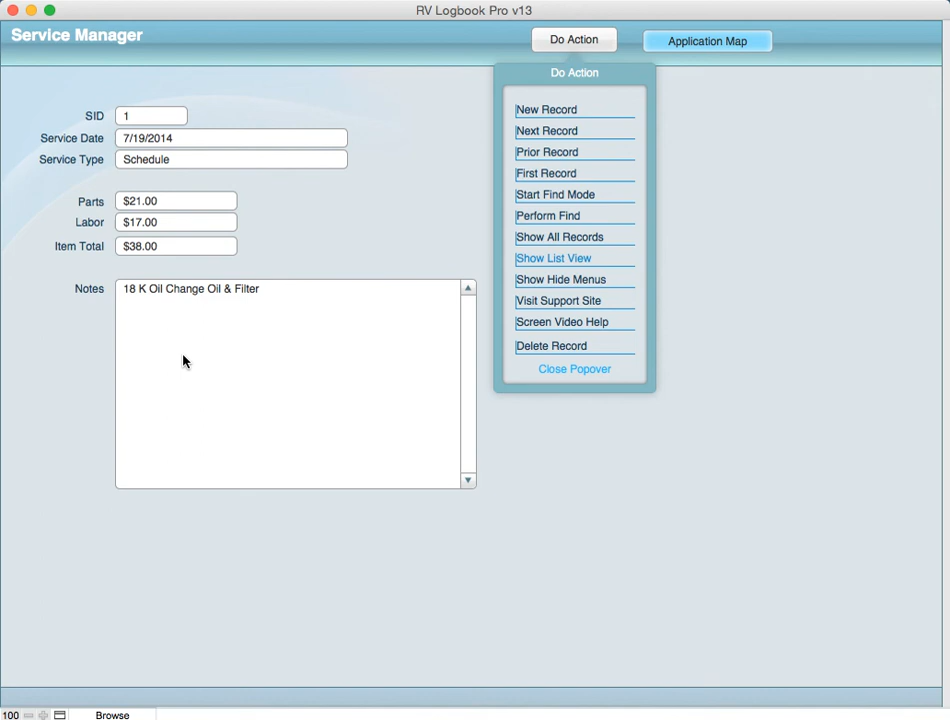 RV Logbook Pro v13
Service Manager
Do Action
Application Map
Do Action
SID 1
Service Date 7/19/2014
Service Type Schedule
Parts $21.00
Labor $17.00
Item Total $38.00
Notes 18 K Oil Change Oil & Filter
New Record
Next Record
Prior Record
First Record
Start Find Mode
Perform Find
Show All Records
Show List View
Show Hide Menus
Visit Support Site
Screen Video Help
Delete Record
Close Popover
100 Browse